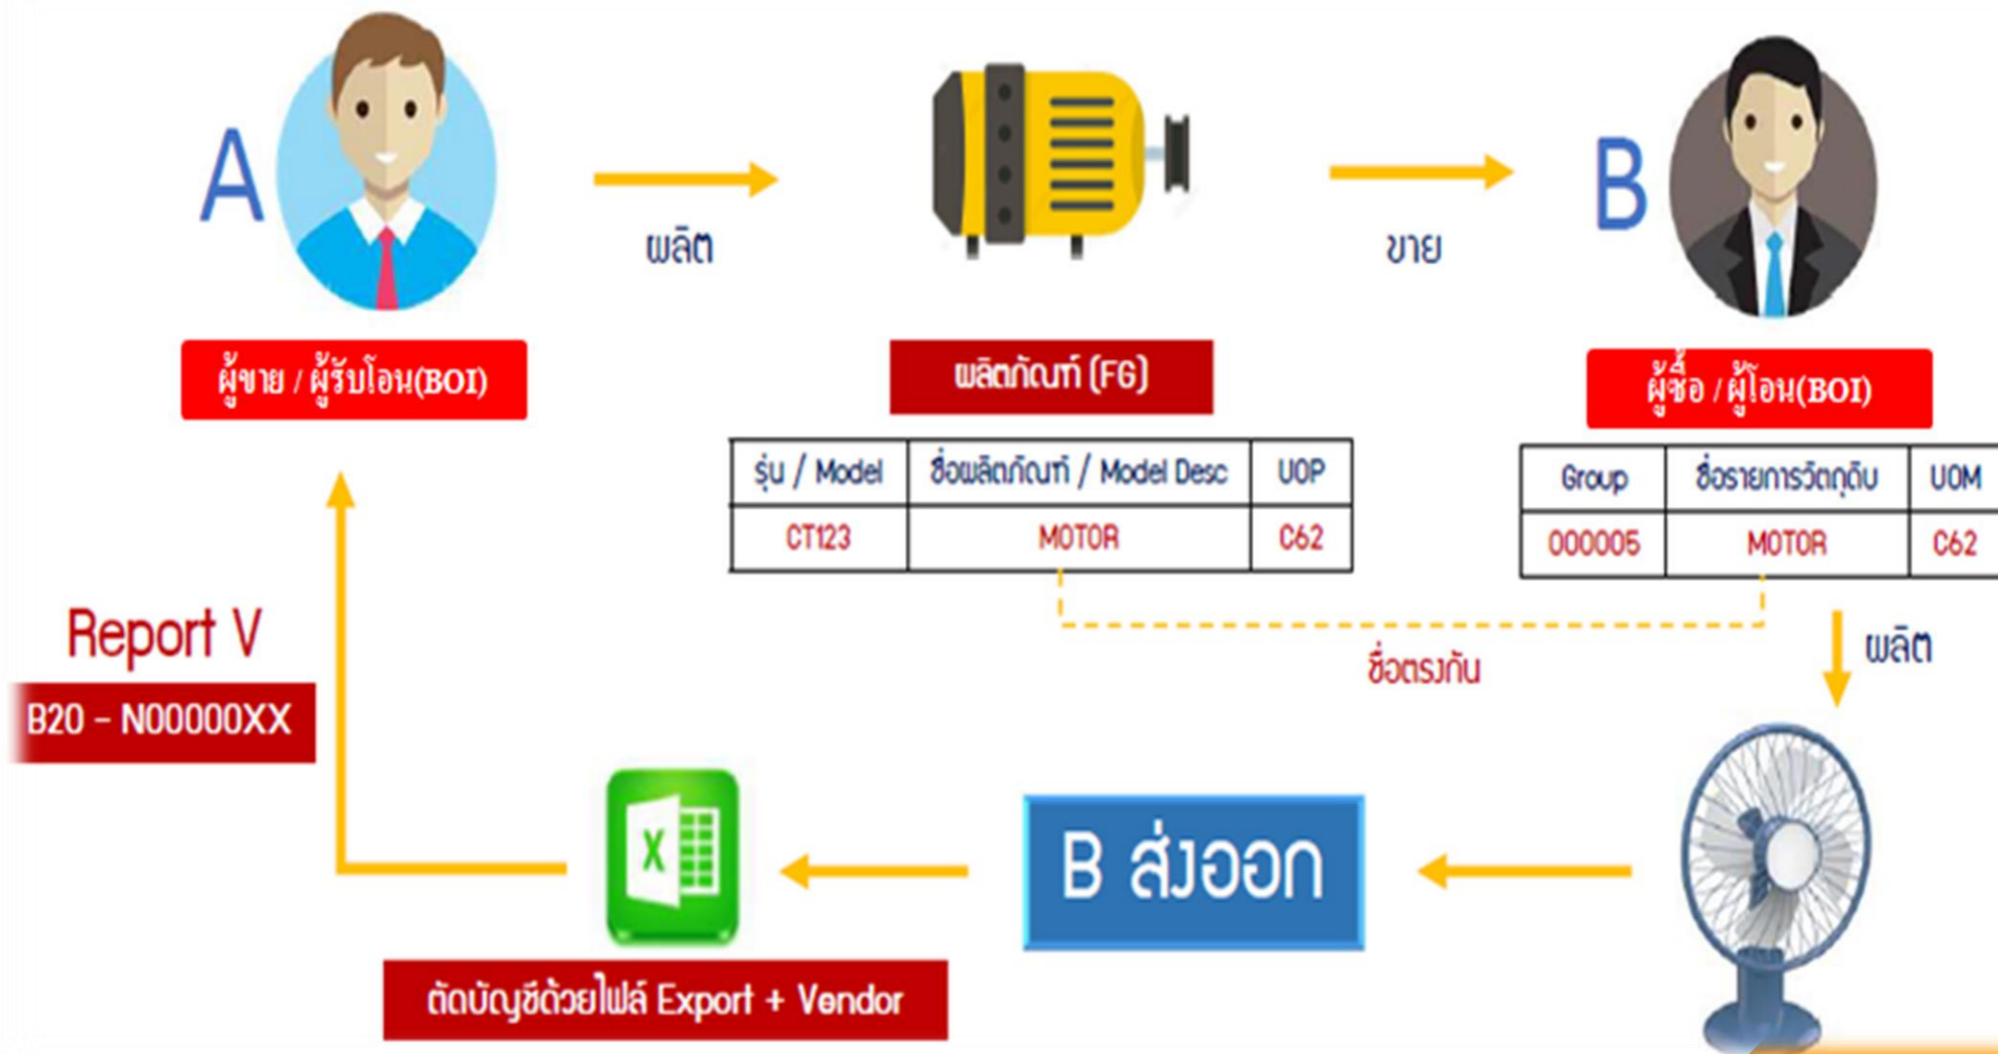 A
B
ผลิต
ขาย
ผู้ขาย / ผู้รับโอน(BOI)
ผลิตภัณฑ์ (FG)
ผู้ซื้อ / ผู้โอน(BOI)
รุ่น / Model ชื่อผลิตภัณฑ์ / Model Desc UOP
CT123 MOTOR C62
Group ชื่อรายการวัตถุดิบ UOM
000005 MOTOR C62
ชื่อตรงกัน
ผลิต
Report V
B20 - N00000XX
B ส่งออก
ตัดบัญชีด้วยไฟล์ Export + Vendor